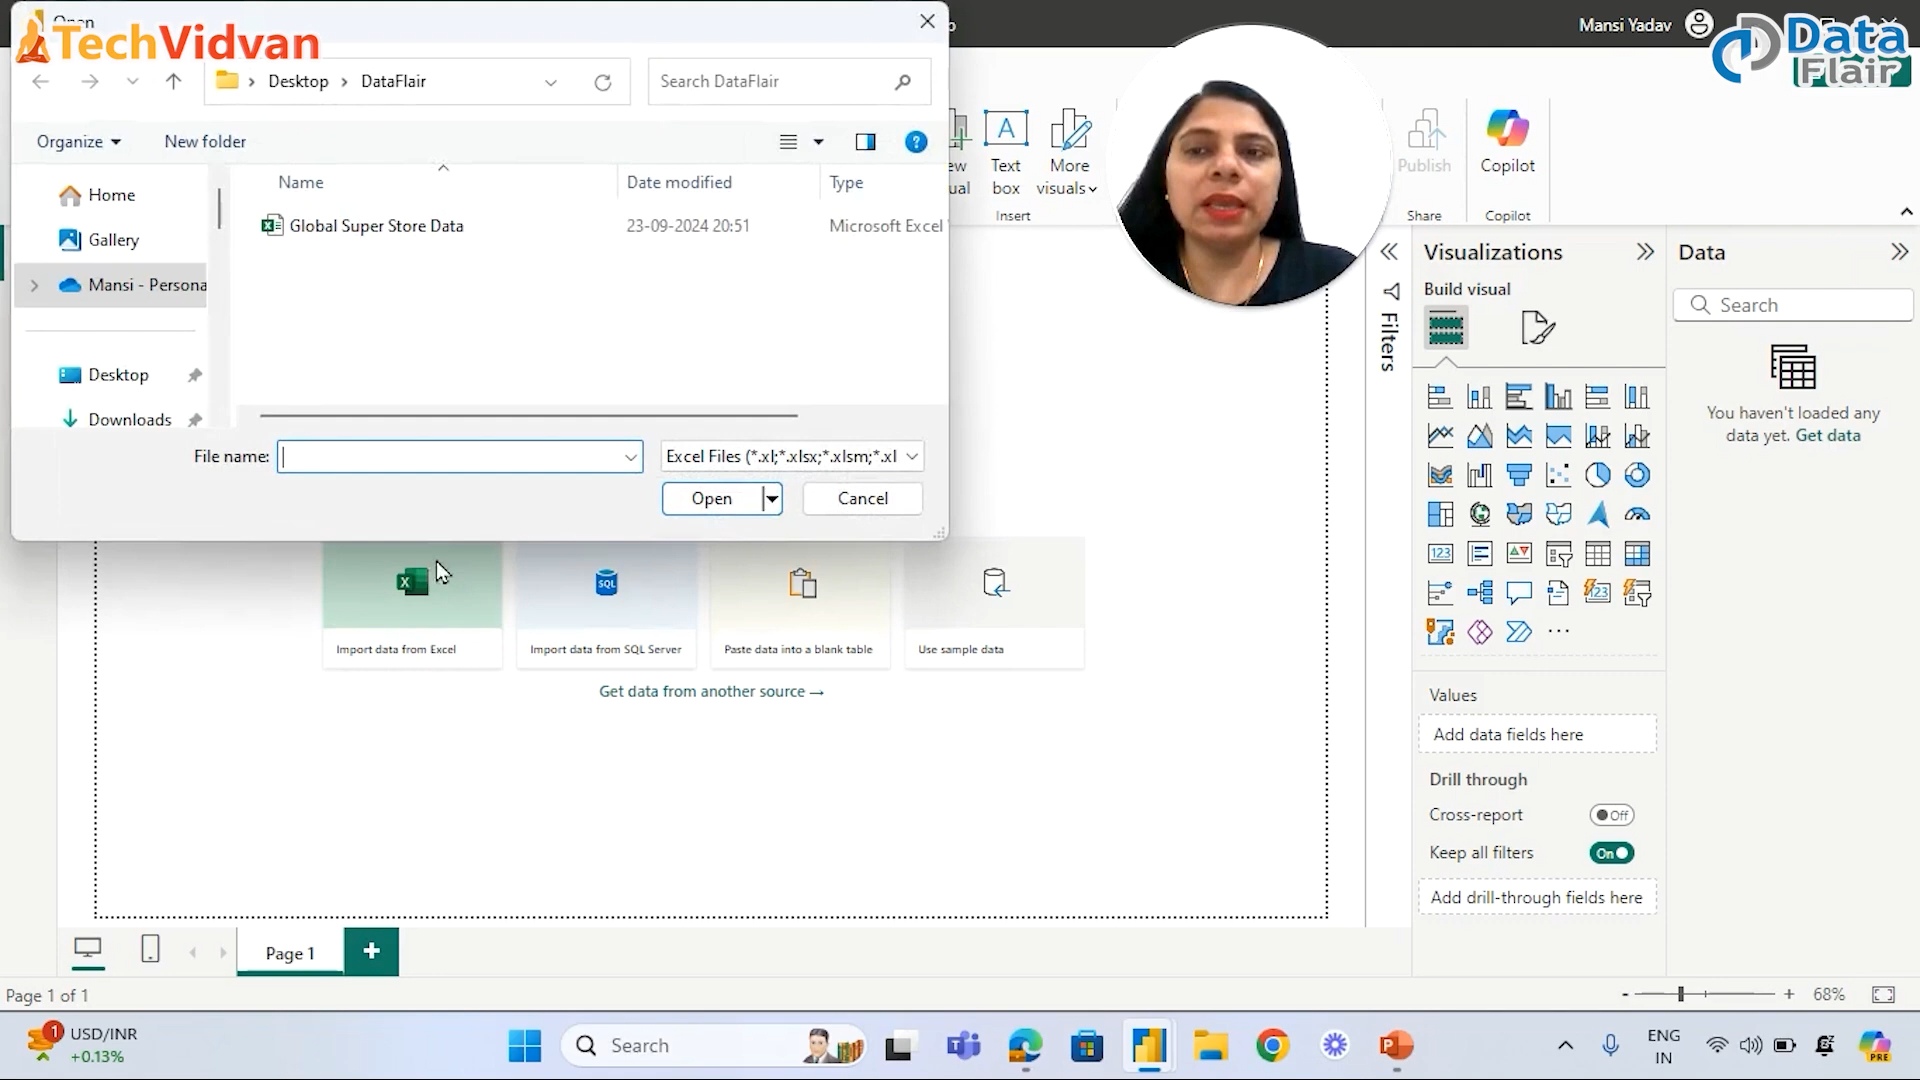 Open
TechVidvan
Desktop
DataFlair
Search DataFlair
Mansi Yadav
Data
Flair
Organize
New folder
Name
Date modified
Type
Global Super Store Data
23-09-2024 20:51
Microsoft Excel
Home
Gallery
Mansi - Persona
Desktop
Downloads
File name:
Excel Files (*.xl;*.xlsx;*.xlsm;*.xl
Open
Cancel
Text
box
More
visuals
Insert
Publish
Share
Copilot
Copilot
Filters
Visualizations
Build visual
Data
Search
You haven't loaded any
data yet. Get data
SQL
Import data from Excel
Import data from SQL Server
Paste data into a blank table
Use sample data
Get data from another source →
123
123
Values
Add data fields here
Drill through
Cross-report
Off
Keep all filters
On
Add drill-through fields here
Page 1
Page 1 of 1
- + 68%
1
USD/INR
+0.13%
Search
ENG
IN
PRE